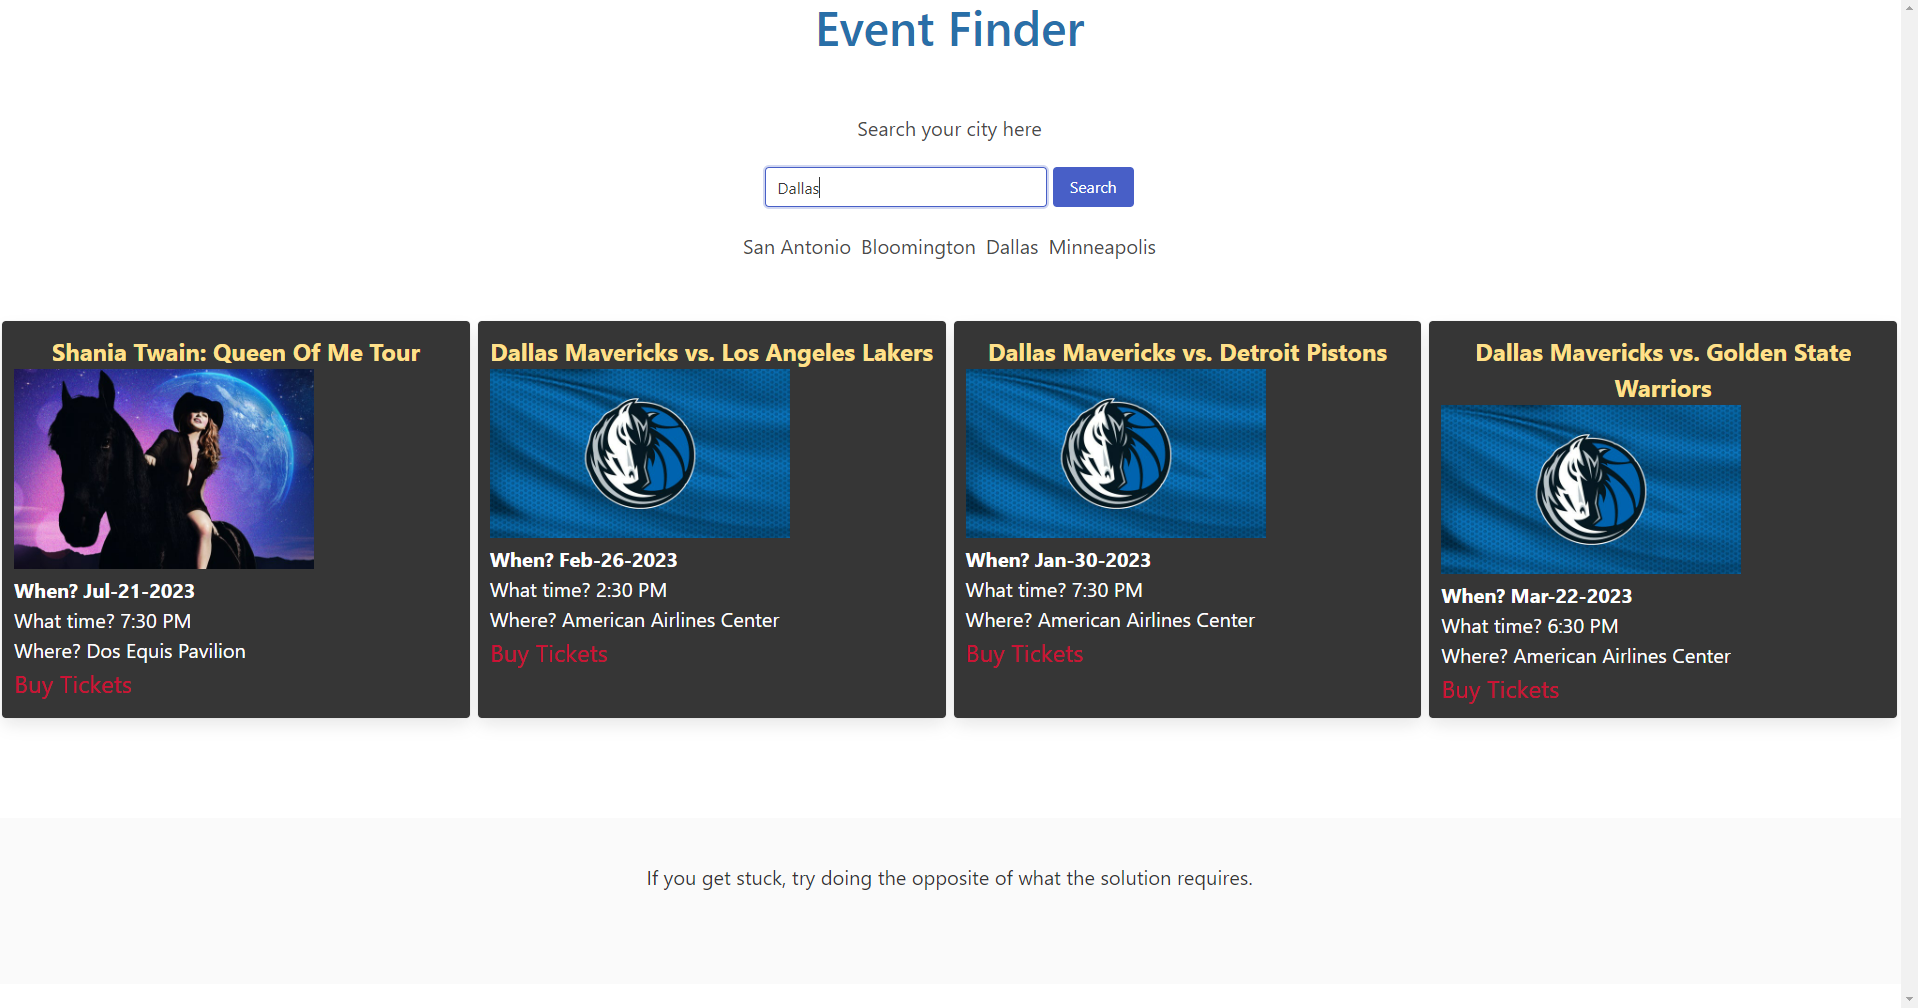 Event Finder
Search your city here
Dallas
Search
San Antonio Bloomington Dallas Minneapolis
Shania Twain: Queen Of Me Tour
When? Jul-21-2023
What time? 7:30 PM
Where? Dos Equis Pavilion
Buy Tickets
Dallas Mavericks vs. Los Angeles Lakers
When? Feb-26-2023
What time? 2:30 PM
Where? American Airlines Center
Buy Tickets
Dallas Mavericks vs. Detroit Pistons
When? Jan-30-2023
What time? 7:30 PM
Where? American Airlines Center
Buy Tickets
Dallas Mavericks vs. Golden State
Warriors
When? Mar-22-2023
What time? 6:30 PM
Where? American Airlines Center
Buy Tickets
If you get stuck, try doing the opposite of what the solution requires.